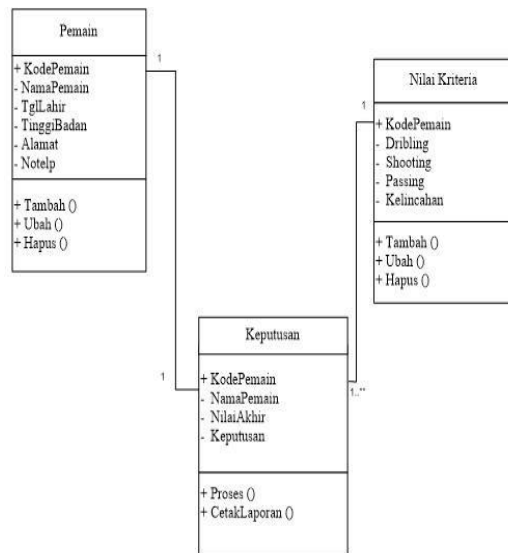 Pemain
+ KodePemain
- NamaPemain
- TglLahir
- TinggiBadan
- Alamat
- Notelp
+ Tambah ()
+ Ubah ()
+ Hapus ()
1
Nilai Kriteria
+ KodePemain
- Dribling
- Shooting
- Passing
- Kelincahan
+ Tambah ()
+ Ubah ()
+ Hapus ()
1
Keputusan
+ KodePemain
- NamaPemain
- NilaiAkhir
- Keputusan
+ Proses ()
+ CetakLaporan ()
1
1..**